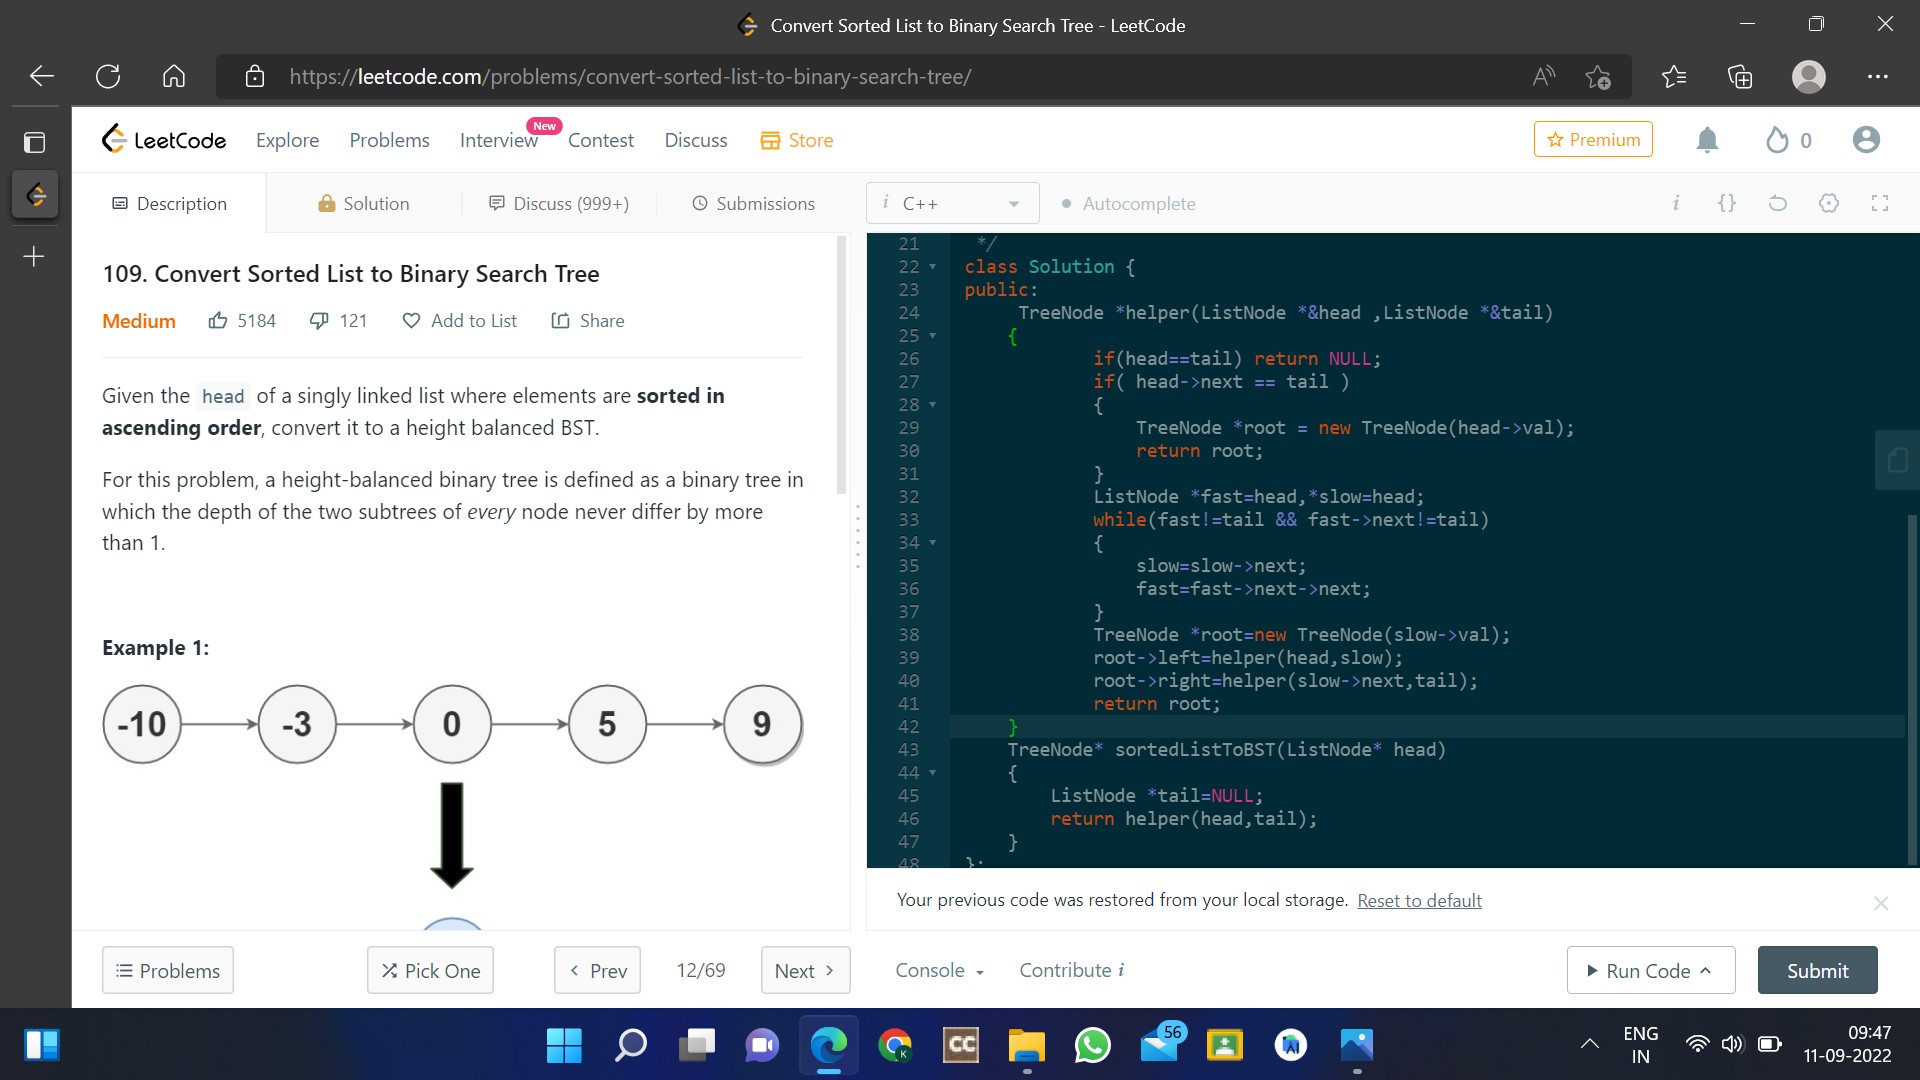 Convert Sorted List to Binary Search Tree - LeetCode
https://leetcode.com/problems/convert-sorted-list-to-binary-search-tree/
LeetCode Explore Problems Interview New Contest Discuss Store Premium 0
Description Solution Discuss (999+) Submissions
i C++ Autocomplete i {}
109. Convert Sorted List to Binary Search Tree
Medium 5184 121 Add to List Share
Given the head of a singly linked list where elements are sorted in
ascending order, convert it to a height balanced BST.
For this problem, a height-balanced binary tree is defined as a binary tree in
which the depth of the two subtrees of every node never differ by more
than 1.
Example 1:
-10 -3 0 5 9
21 */
22 class Solution {
23 public:
24 TreeNode *helper(ListNode *&head ,ListNode *&tail)
25 {
26 if(head==tail) return NULL;
27 if( head->next == tail )
28 {
29 TreeNode *root = new TreeNode(head->val);
30 return root;
31 }
32 ListNode *fast=head,*slow=head;
33 while(fast!=tail && fast->next!=tail)
34 {
35 slow=slow->next;
36 fast=fast->next->next;
37 }
38 TreeNode *root=new TreeNode(slow->val);
39 root->left=helper(head,slow);
40 root->right=helper(slow->next,tail);
41 return root;
42 }
43 TreeNode* sortedListToBST(ListNode* head)
44 {
45 ListNode *tail=NULL;
46 return helper(head,tail);
47 }
48 };
Your previous code was restored from your local storage. Reset to default
Problems Pick One Prev 12/69 Next Console Contribute i Run Code Submit
CC K 56
ENG
IN
09:47
11-09-2022